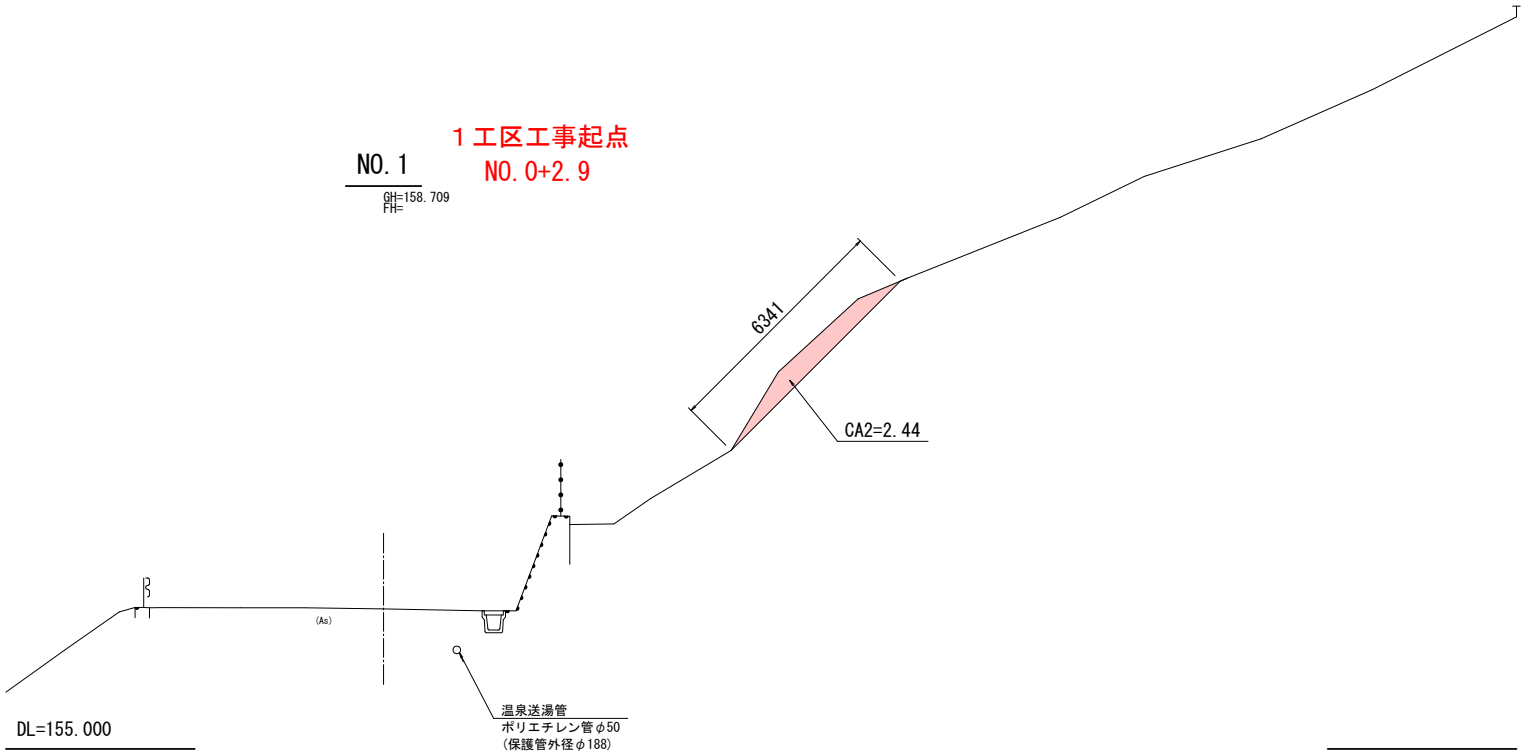 1工区工事起点
NO.1
NO.0+2.9
GH=158.709
FH=
6341
CA2=2.44
(As)
温泉送湯管
ポリエチレン管φ50
(保護管外径φ188)
DL=155.000